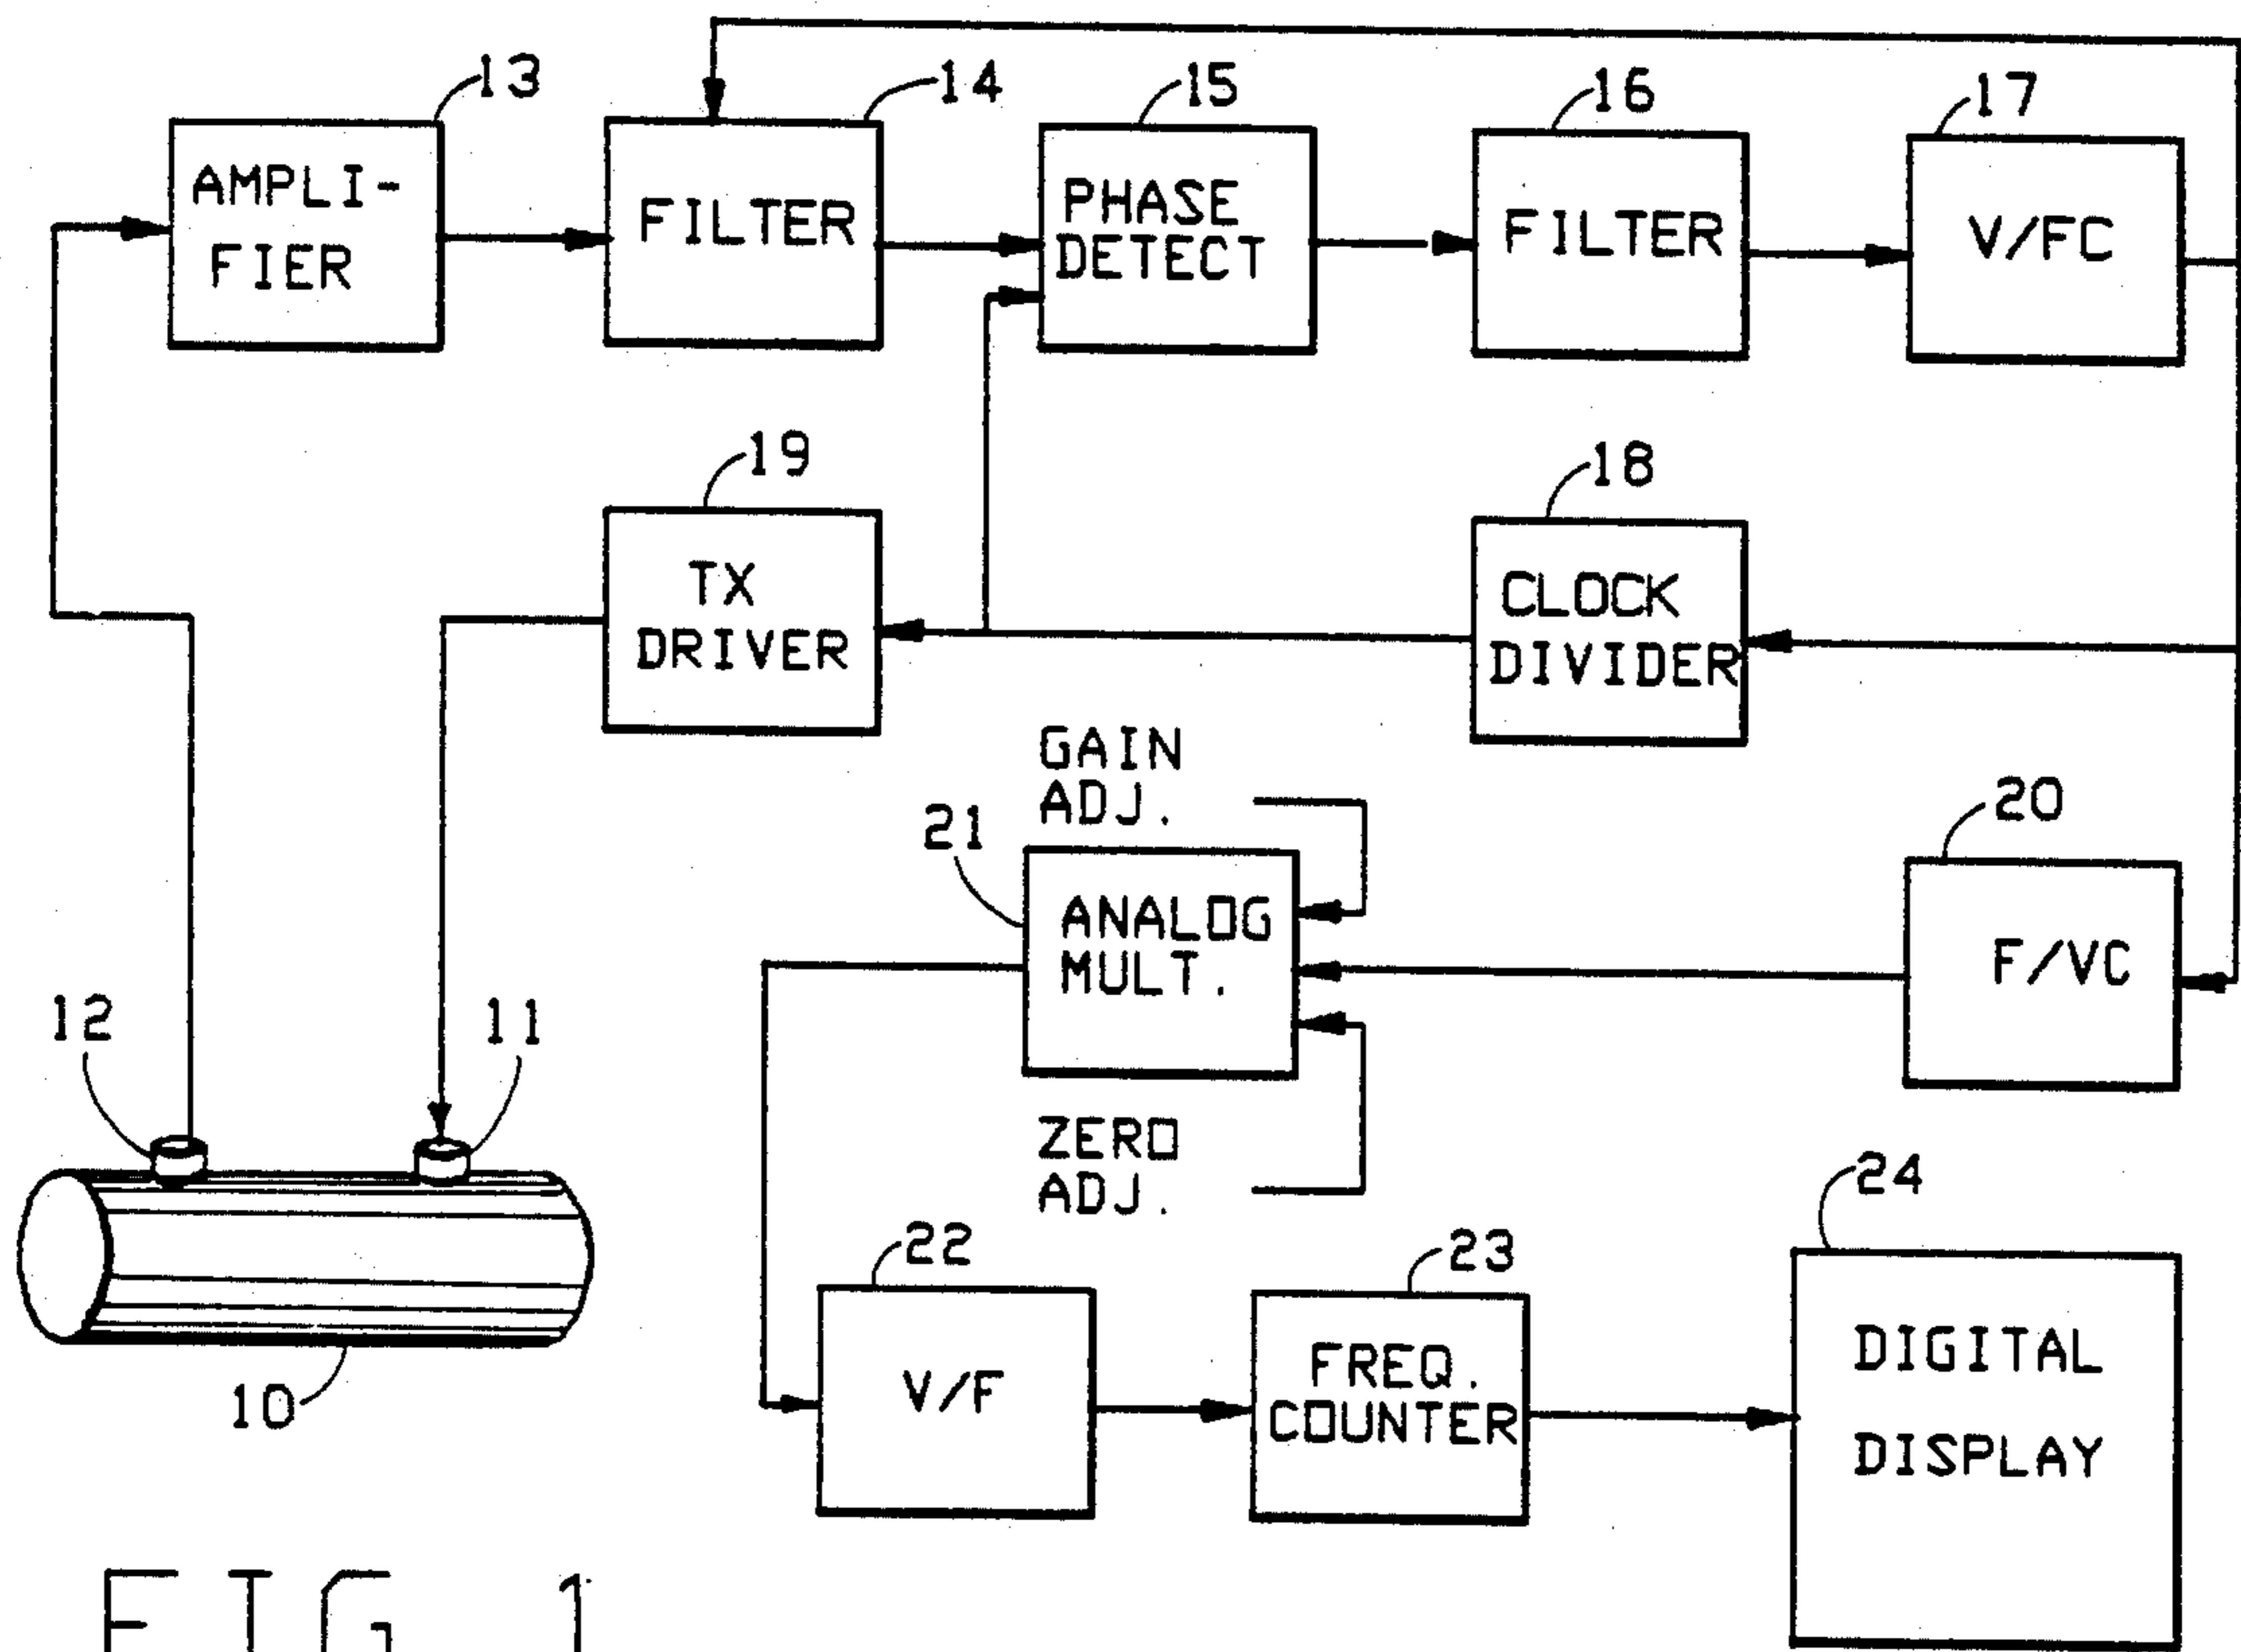 13
14
15
16
17
AMPLI-
FIER
FILTER
PHASE
DETECT
FILTER
V/FC
19
18
TX
DRIVER
CLOCK
DIVIDER
GAIN
ADJ.
21
20
ANALOG
MULT.
F/VC
12
11
ZERO
ADJ.
24
22
23
10
V/F
FREQ.
COUNTER
DIGITAL
DISPLAY
FIG 1